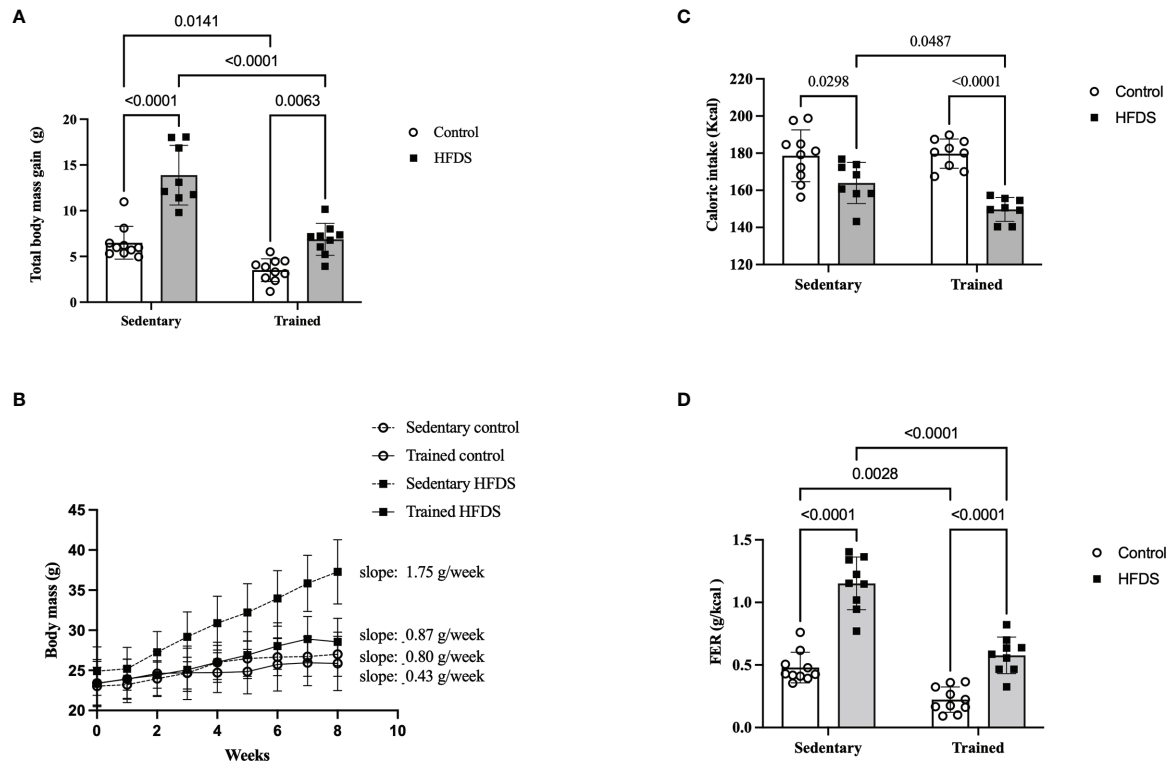 A
0.0141
<0.0001
<0.0001
0.0063
20
15
10
5
0
Total body mass gain (g)
Sedentary
Trained
Control
HFDS
B
Sedentary control
Trained control
Sedentary HFDS
Trained HFDS
45
40
35
30
25
20
Body mass (g)
0
2
4
6
8
10
Weeks
slope: 1.75 g/week
slope: 0.87 g/week
slope: 0.80 g/week
slope: 0.43 g/week
C
0.0487
0.0298
<0.0001
220
200
180
160
140
120
Caloric intake (Kcal)
Sedentary
Trained
Control
HFDS
D
<0.0001
0.0028
<0.0001
<0.0001
1.5
1.0
0.5
0.0
FER (g/kcal )
Sedentary
Trained
Control
HFDS